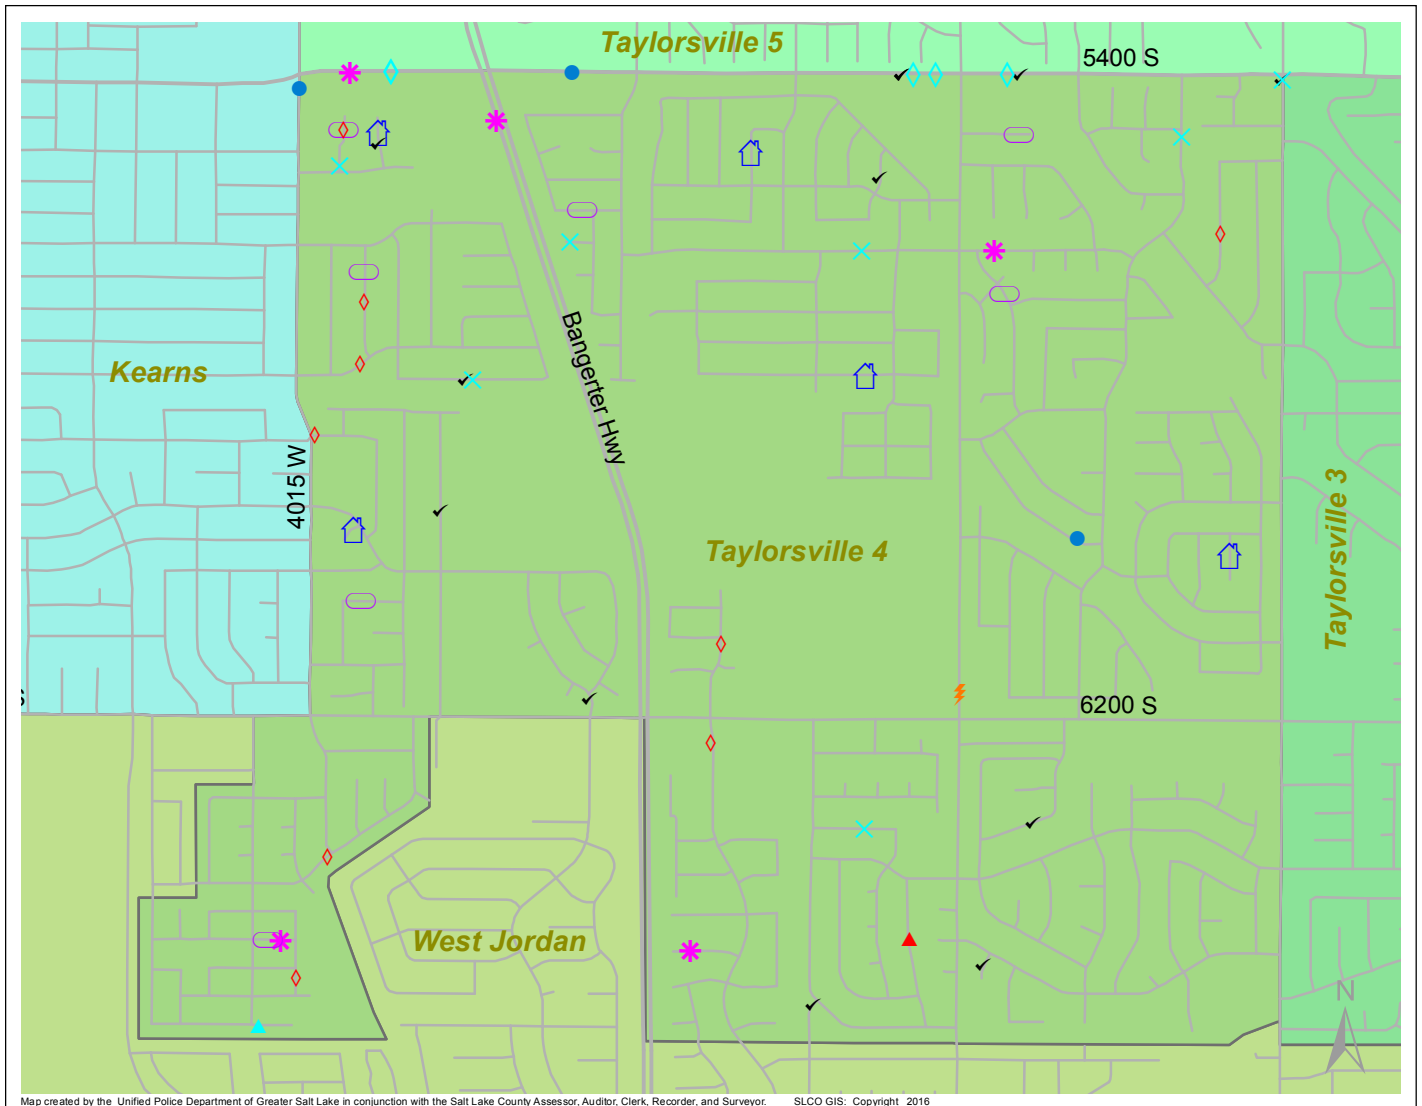 Taylorsville 5
5400 S
Kearns
Bangerter Hwy
4015 W
Taylorsville 4
Taylorsville 3
6200 S
West Jordan
N
Map created by the Unified Police Department of Greater Salt Lake in conjunction with the Salt Lake County Assessor, Auditor, Clerk, Recorder, and Surveyor. SLCO GIS: Copyright 2016